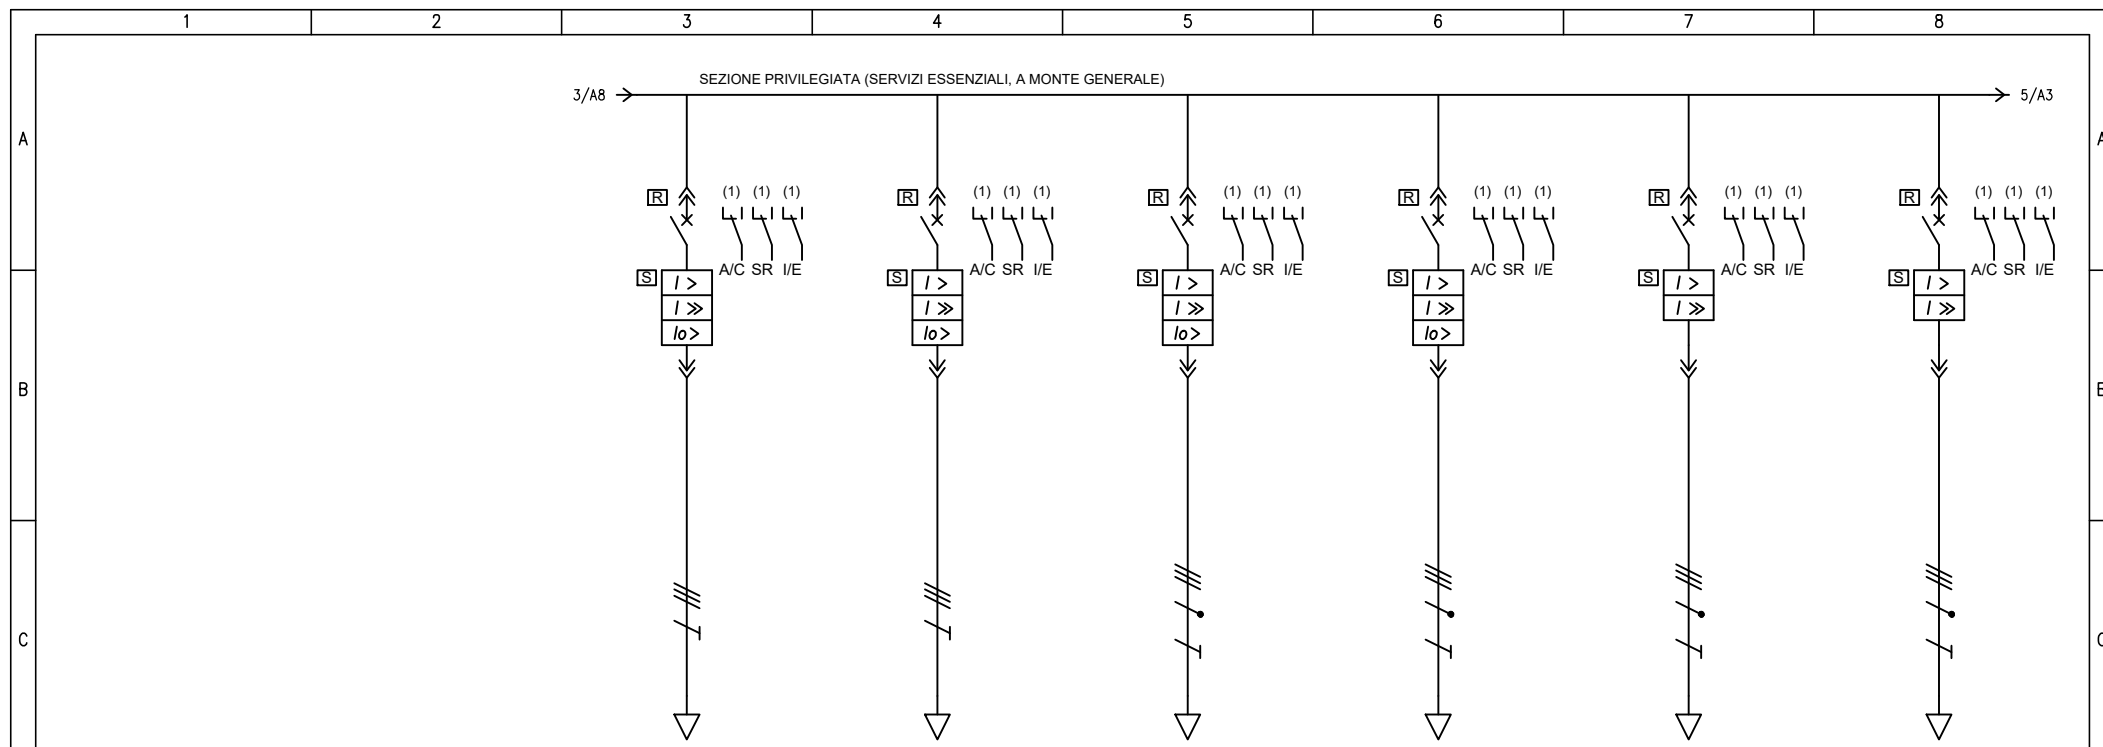 1 2 3 4 5 6 7 8
SEZIONE PRIVILEGIATA (SERVIZI ESSENZIALI, A MONTE GENERALE)
3/A8 5/A3
A A
R (1) (1) (1) R (1) (1) (1) R (1) (1) (1) R (1) (1) (1) R (1) (1) (1) R (1) (1) (1)
A/C SR I/E A/C SR I/E A/C SR I/E A/C SR I/E A/C SR I/E A/C SR I/E
S I > S I > S I > S I > S I > S I >
I >> I >> I >> I >> I >> I >>
Io > Io > Io > Io >
B
C